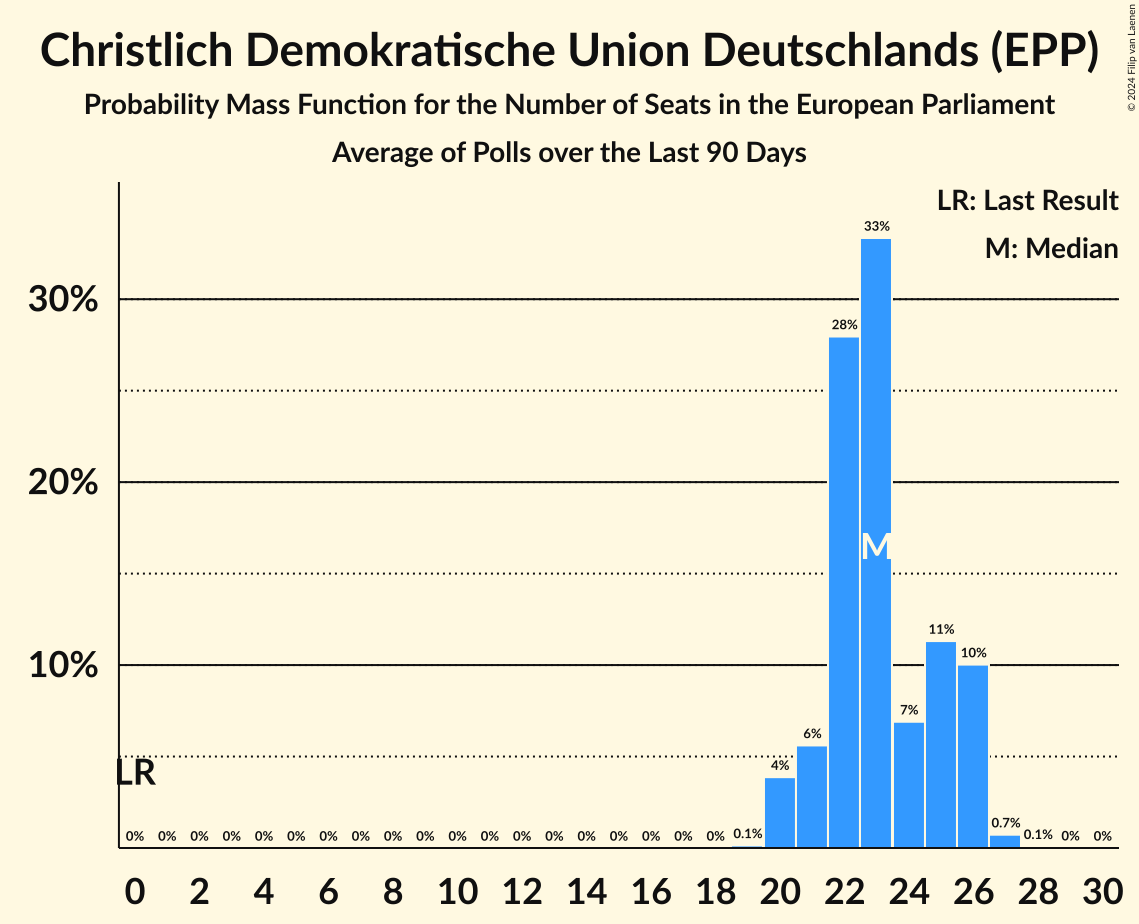 Christlich Demokratische Union Deutschlands (EPP)
Probability Mass Function for the Number of Seats in the European Parliament
Average of Polls over the Last 90 Days
© 2024 Filip van Laenen
LR: Last Result
M: Median
33%
30%
28%
20%
M
11%
10%
10%
7%
6%
LR
4%
0% 0% 0% 0% 0% 0% 0% 0% 0% 0% 0% 0% 0% 0% 0% 0% 0% 0% 0% 0.1% 0.7% 0.1% 0% 0%
0 2 4 6 8 10 12 14 16 18 20 22 24 26 28 30